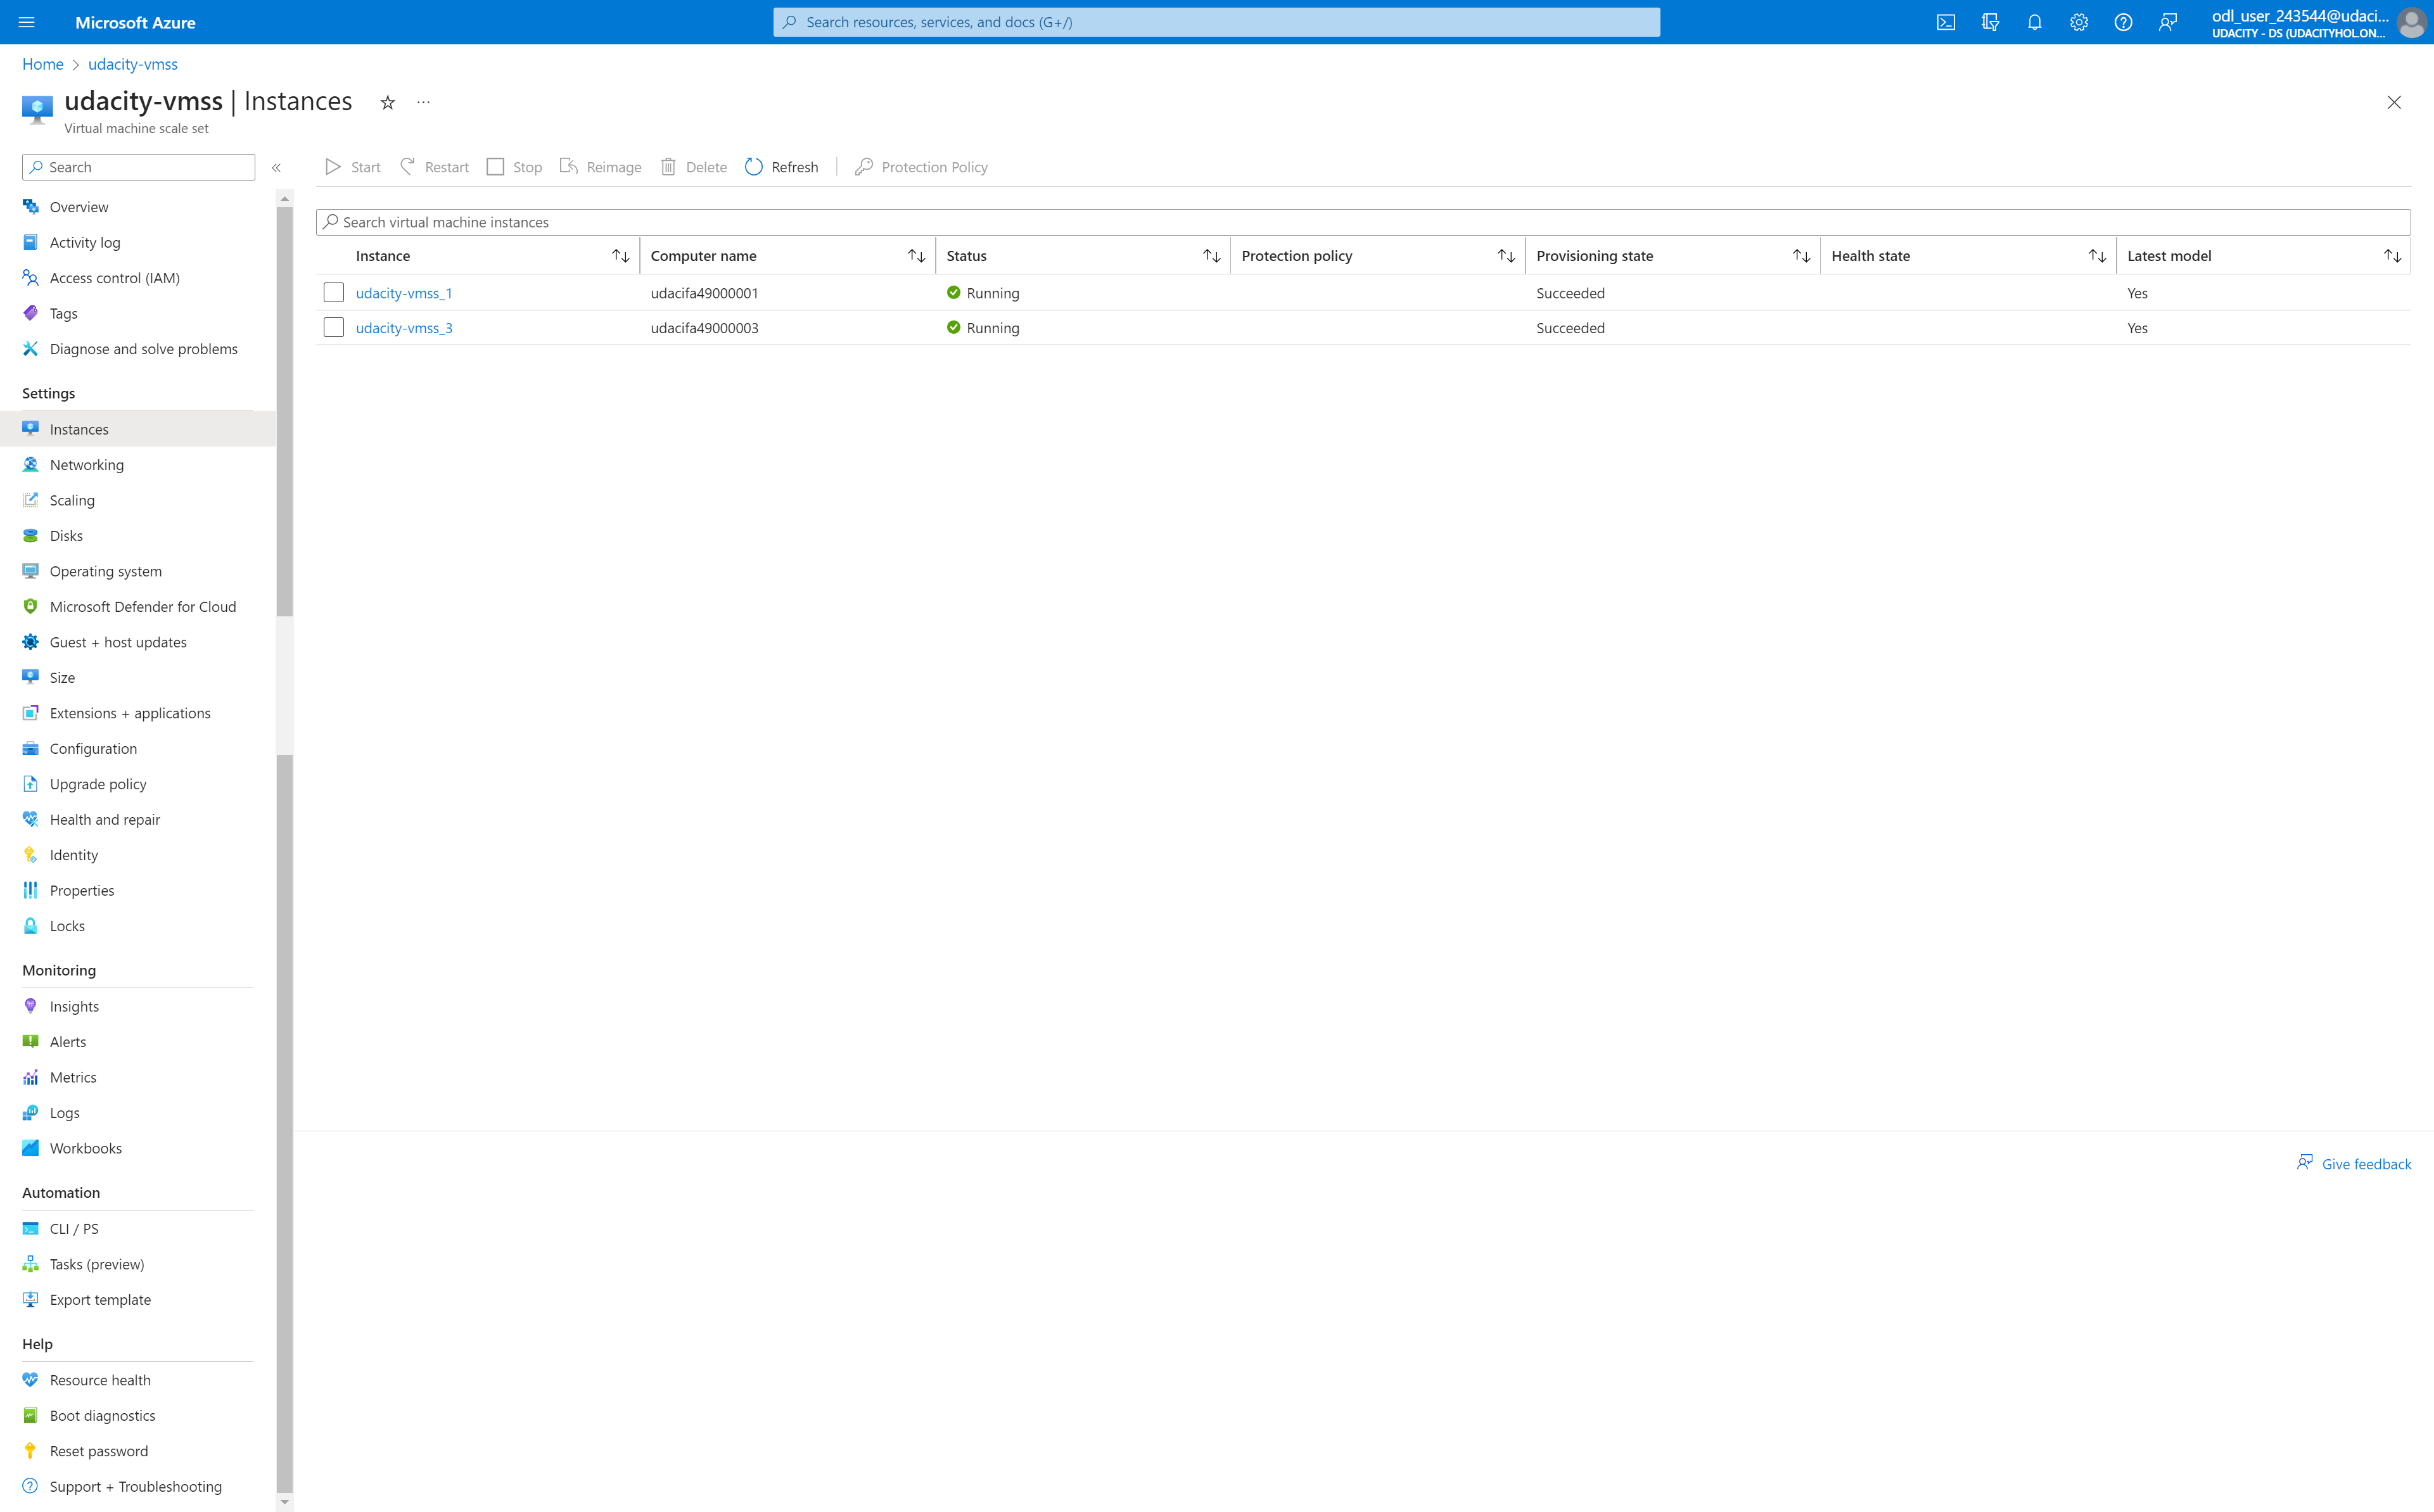 Microsoft Azure
Search resources, services, and docs (G+/)
odl_user_243544@udaci...
UDACITY - DS (UDACITYHOL.ON...
Home > udacity-vmss
udacity-vmss | Instances
Virtual machine scale set
Search
Overview
Activity log
Access control (IAM)
Tags
Diagnose and solve problems
Settings
Instances
Networking
Scaling
Disks
Operating system
Microsoft Defender for Cloud
Guest + host updates
Size
Extensions + applications
Configuration
Upgrade policy
Health and repair
Identity
Properties
Locks
Monitoring
Insights
Alerts
Metrics
Logs
Workbooks
Automation
CLI / PS
Tasks (preview)
Export template
Help
Resource health
Boot diagnostics
Reset password
Support + Troubleshooting
Start Restart Stop Reimage Delete Refresh Protection Policy
Search virtual machine instances
Instance Computer name Status Protection policy Provisioning state Health state Latest model
udacity-vmss_1 udacifa49000001 Running Succeeded Yes
udacity-vmss_3 udacifa49000003 Running Succeeded Yes
Give feedback